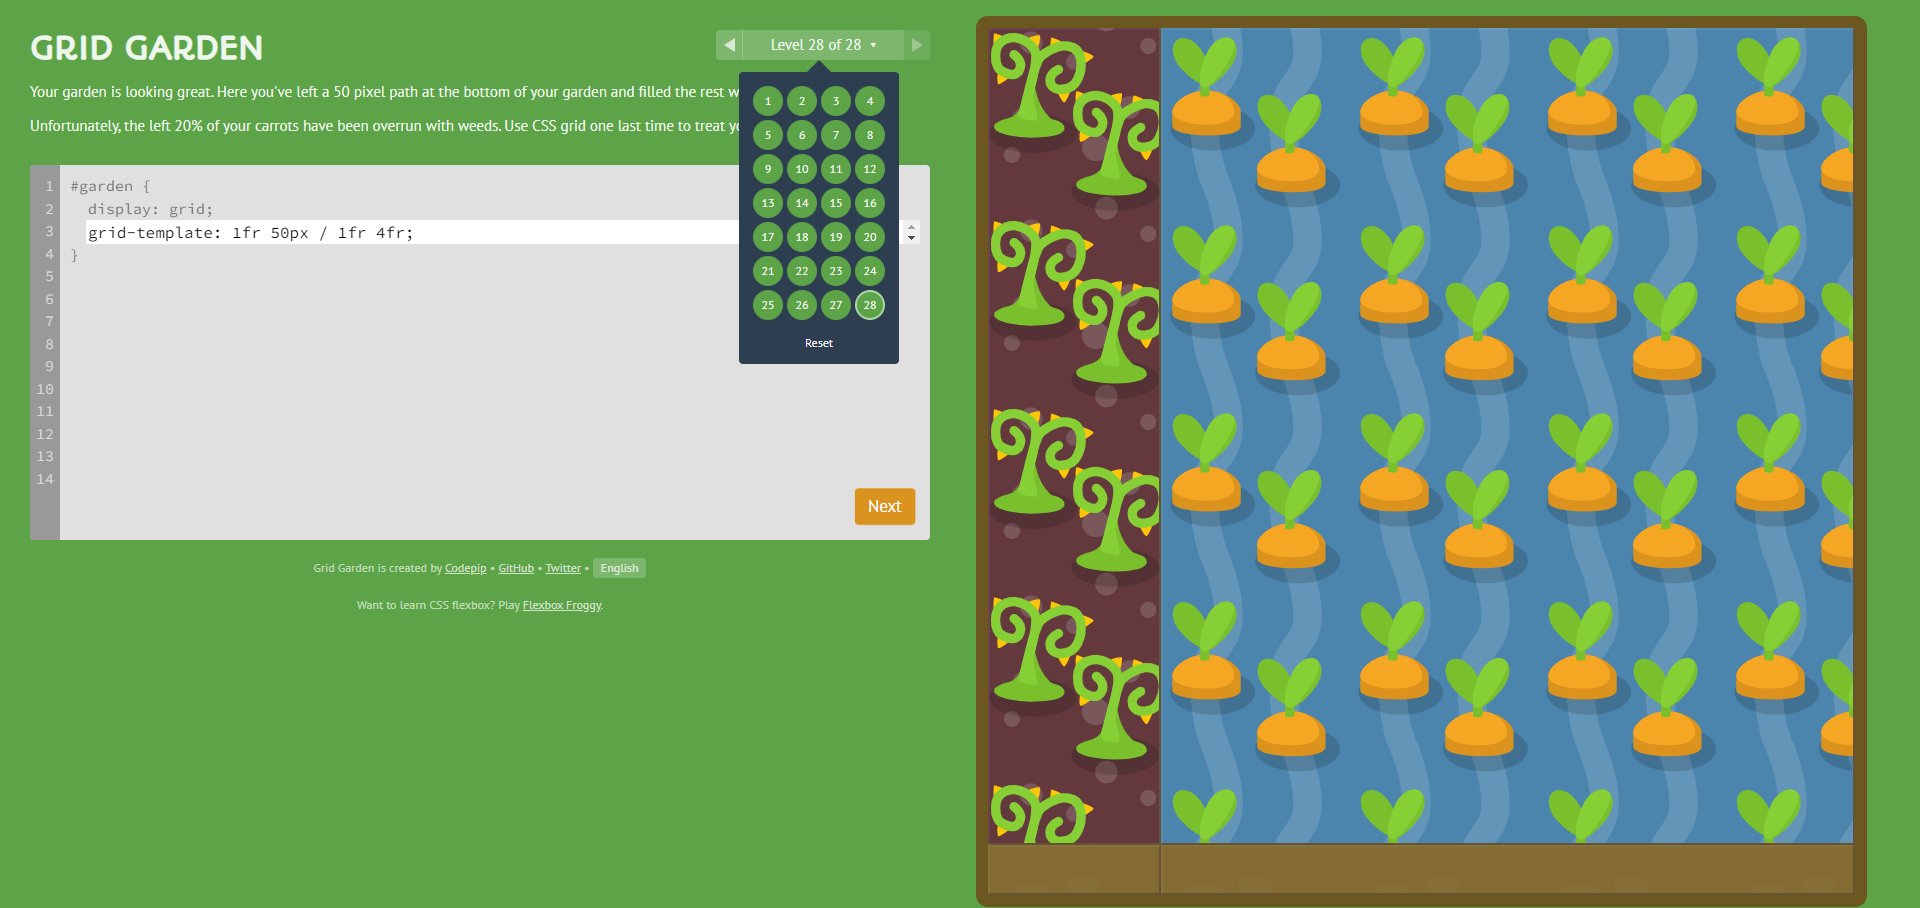 GRID GARDEN
Level 28 of 28
Your garden is looking great. Here you've left a 50 pixel path at the bottom of your garden and filled the rest w
Unfortunately, the left 20% of your carrots have been overrun with weeds. Use CSS grid one last time to treat yo
1 2 3 4
5 6 7 8
9 10 11 12
13 14 15 16
17 18 19 20
21 22 23 24
25 26 27 28
Reset
1 #garden {
2 display: grid;
3 grid-template: 1fr 50px / 1fr 4fr;
4 }
5
6
7
8
9
10
11
12
13
14
Next
Grid Garden is created by Codepip • GitHub • Twitter • English
Want to learn CSS flexbox? Play Flexbox Froggy.